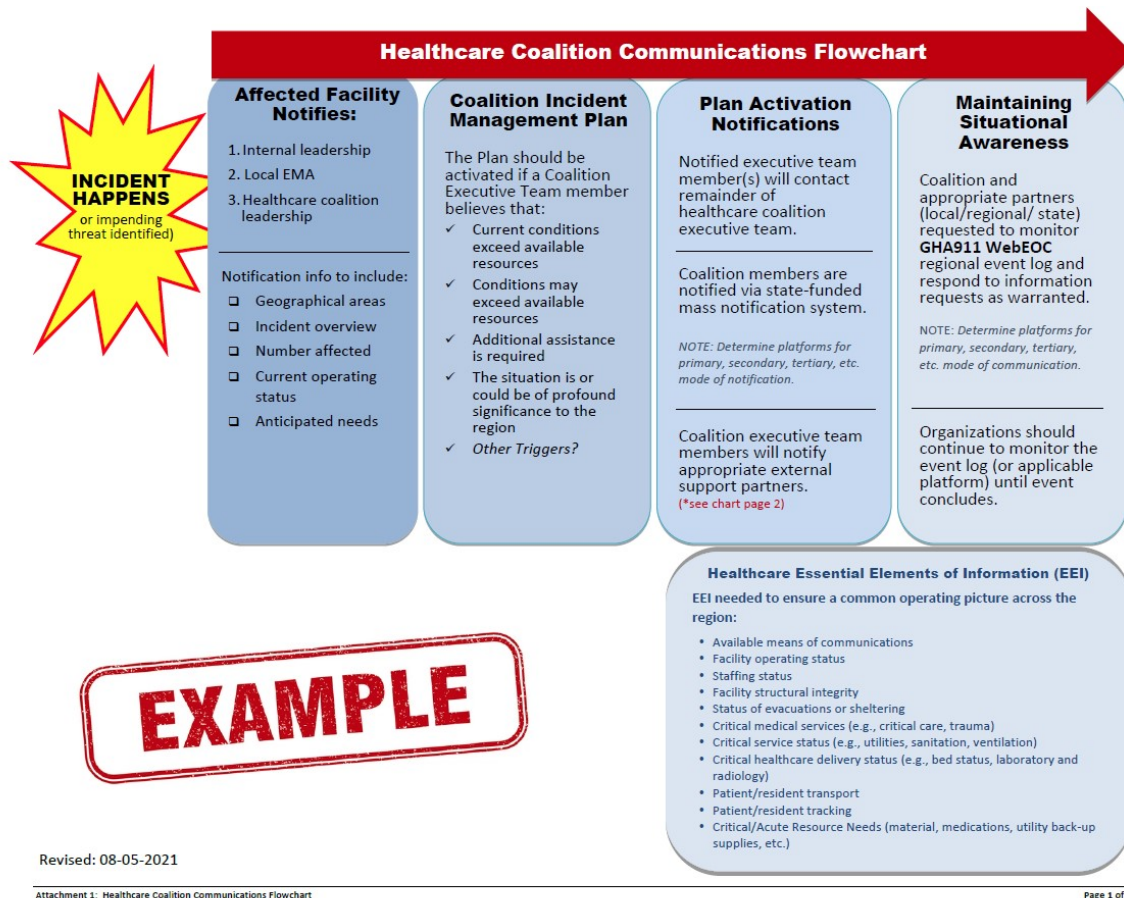 Healthcare Coalition Communications Flowchart
INCIDENT
HAPPENS
or impending
threat identified)
Affected Facility
Notifies:
1. Internal leadership
2. Local EMA
3. Healthcare coalition
leadership
Notification info to include:
❑ Geographical areas
❑ Incident overview
❑ Number affected
❑ Current operating
status
❑ Anticipated needs
Coalition Incident
Management Plan
The Plan should be
activated if a Coalition
Executive Team member
believes that:
✓ Current conditions
exceed available
resources
✓ Conditions may
exceed available
resources
✓ Additional assistance
is required
✓ The situation is or
could be of profound
significance to the
region
✓ Other Triggers?
Plan Activation
Notifications
Notified executive team
member(s) will contact
remainder of
healthcare coalition
executive team.
Coalition members are
notified via state-funded
mass notification system.
NOTE: Determine platforms for
primary, secondary, tertiary, etc.
mode of notification.
Coalition executive team
members will notify
appropriate external
support partners.
(*see chart page 2)
Maintaining
Situational
Awareness
Coalition and
appropriate partners
(local/regional/ state)
requested to monitor
GHA911 WebEOC
regional event log and
respond to information
requests as warranted.
NOTE: Determine platforms for
primary, secondary, tertiary,
etc. mode of communication.
Organizations should
continue to monitor the
event log (or applicable
platform) until event
concludes.
Healthcare Essential Elements of Information (EEI)
EEI needed to ensure a common operating picture across the
region:
• Available means of communications
• Facility operating status
• Staffing status
• Facility structural integrity
• Status of evacuations or sheltering
• Critical medical services (e.g., critical care, trauma)
• Critical service status (e.g., utilities, sanitation, ventilation)
• Critical healthcare delivery status (e.g., bed status, laboratory and
radiology)
• Patient/resident transport
• Patient/resident tracking
• Critical/Acute Resource Needs (material, medications, utility back-up
supplies, etc.)
EXAMPLE
Revised: 08-05-2021
Attachment 1: Healthcare Coalition Communications Flowchart
Page 1 of